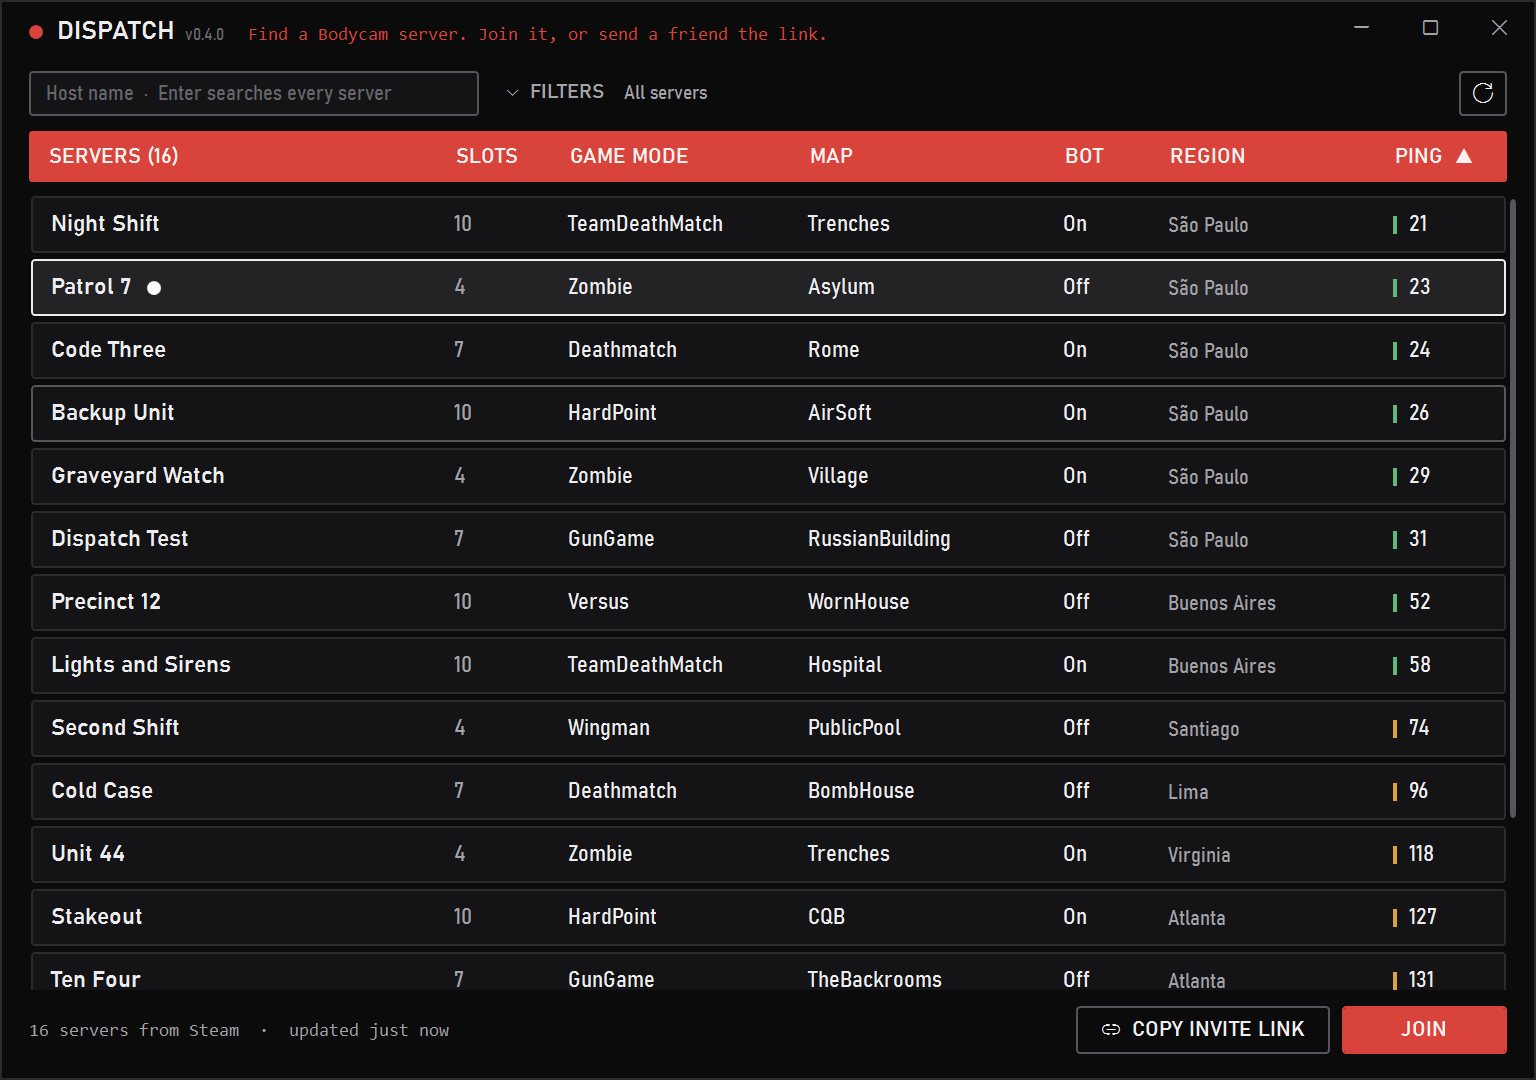 DISPATCH v0.4.0 Find a Bodycam server. Join it, or send a friend the link.
Host name · Enter searches every server FILTERS All servers
SERVERS (16) SLOTS GAME MODE MAP BOT REGION PING ▲
Night Shift 10 TeamDeathMatch Trenches On São Paulo 21
Patrol 7 4 Zombie Asylum Off São Paulo 23
Code Three 7 Deathmatch Rome On São Paulo 24
Backup Unit 10 HardPoint AirSoft On São Paulo 26
Graveyard Watch 4 Zombie Village On São Paulo 29
Dispatch Test 7 GunGame RussianBuilding Off São Paulo 31
Precinct 12 10 Versus WornHouse Off Buenos Aires 52
Lights and Sirens 10 TeamDeathMatch Hospital On Buenos Aires 58
Second Shift 4 Wingman PublicPool Off Santiago 74
Cold Case 7 Deathmatch BombHouse Off Lima 96
Unit 44 4 Zombie Trenches On Virginia 118
Stakeout 10 HardPoint CQB On Atlanta 127
Ten Four 7 GunGame TheBackrooms Off Atlanta 131
16 servers from Steam · updated just now COPY INVITE LINK JOIN